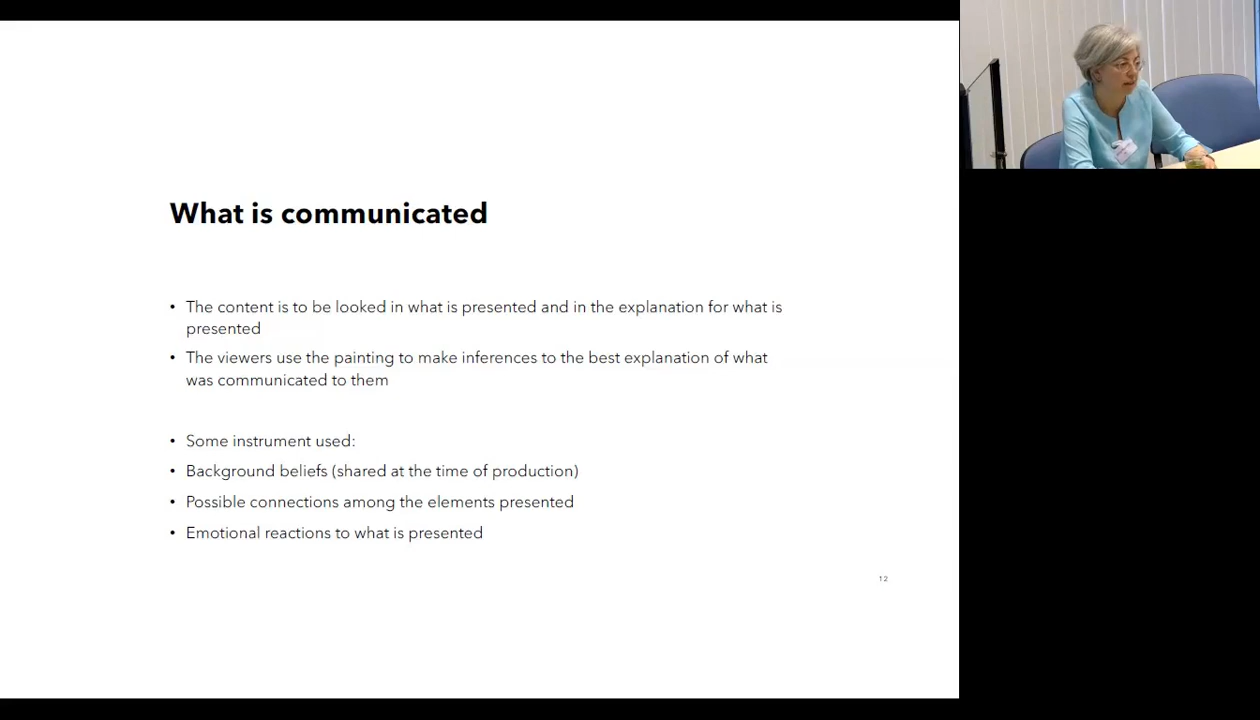 What is communicated
• The content is to be looked in what is presented and in the explanation for what is
presented
• The viewers use the painting to make inferences to the best explanation of what
was communicated to them
• Some instrument used:
• Background beliefs (shared at the time of production)
• Possible connections among the elements presented
• Emotional reactions to what is presented
12